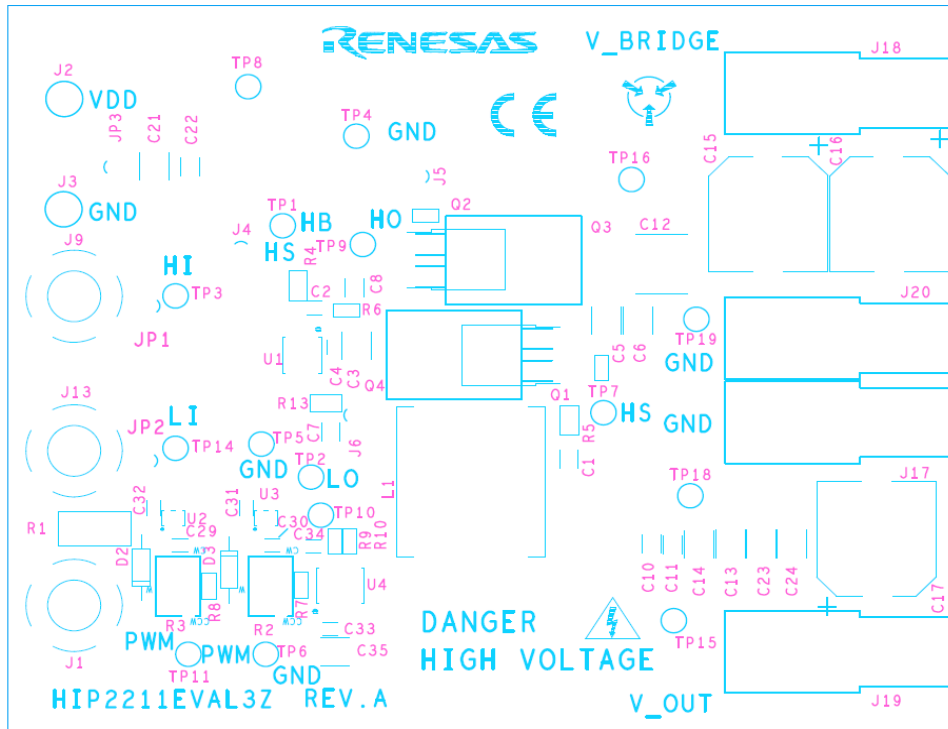 RENESAS
V_BRIDGE
J18
TP8
J2
VDD
CE
TP4
GND
JP3
C21
C22
C15
C16
TP16
J5
J3
GND
TP1
HB
HO
Q2
J4
HS
TP9
Q3
C12
J9
R4
HI
TP3
C2
C8
R6
J20
JP1
U1
C4
C3
Q4
C5
C6
TP19
GND
R13
Q1
TP7
HS
GND
J13
JP2
LI
TP14
TP5
GND
C7
J6
R5
C1
TP2
LO
L1
TP18
J17
C32
C31
U3
U2
C30
TP10
R1
C29
C34
R9
R10
CW
CW
D2
D3
C10
C11
C14
C13
C23
C24
C17
W
W
R8
R7
U4
CCW
CCW
R3
R2
C33
DANGER
HIGH VOLTAGE
TP15
PWM
PWM
TP6
C35
J1
TP11
GND
HIP2211EVAL3Z REV.A
V_OUT
J19